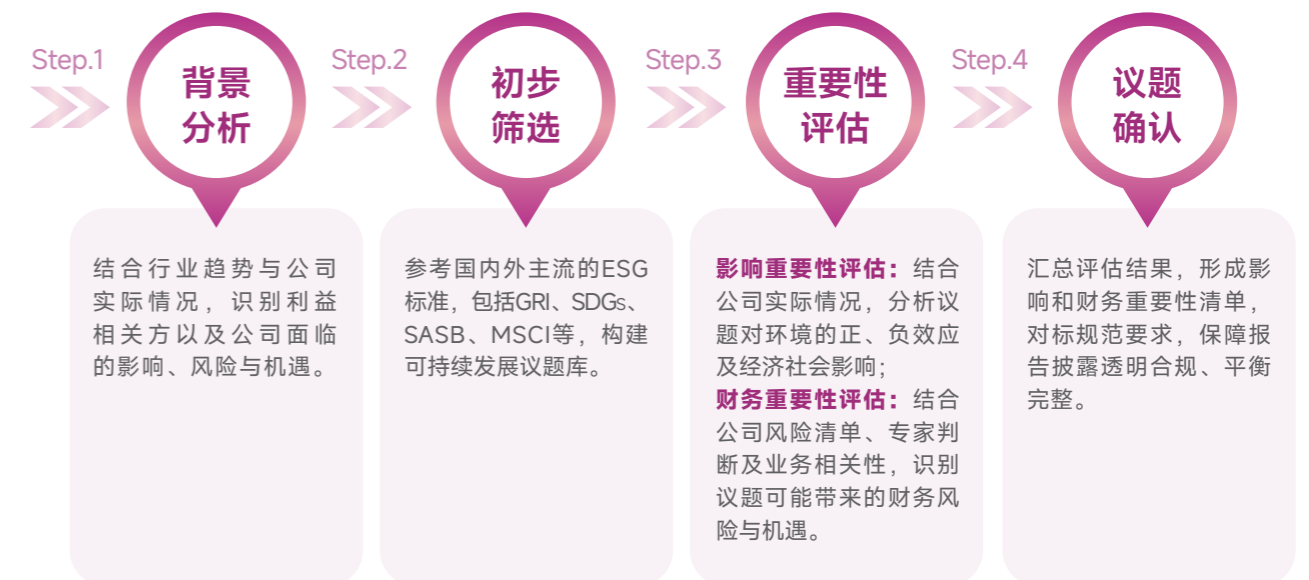 Step.1
背景
分析
结合行业趋势与公司
实际情况，识别利益
相关方以及公司面临
的影响、风险与机遇。
Step.2
初步
筛选
参考国内外主流的ESG
标准，包括GRI、SDGs、
SASB、MSCI等，构建
可持续发展议题库。
Step.3
重要性
评估
影响重要性评估：结合
公司实际情况，分析议
题对环境的正、负效应
及经济社会影响；
财务重要性评估：结合
公司风险清单、专家判
断及业务相关性，识别
议题可能带来的财务风
险与机遇。
Step.4
议题
确认
汇总评估结果，形成影
响和财务重要性清单，
对标规范要求，保障报
告披露透明合规、平衡
完整。